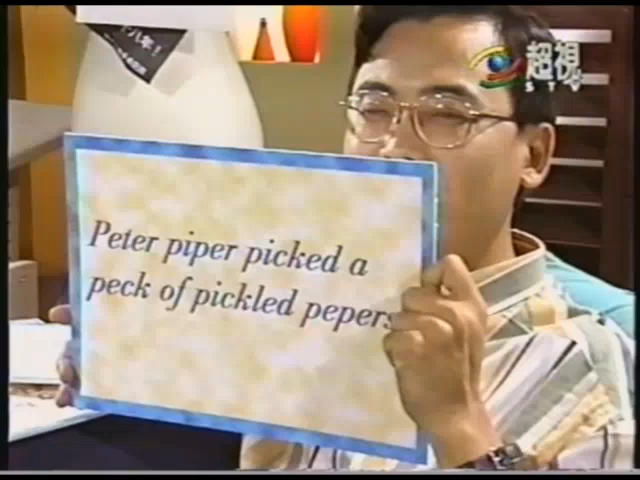 超視
STV
Peter piper picked a
peck of pickled pepers